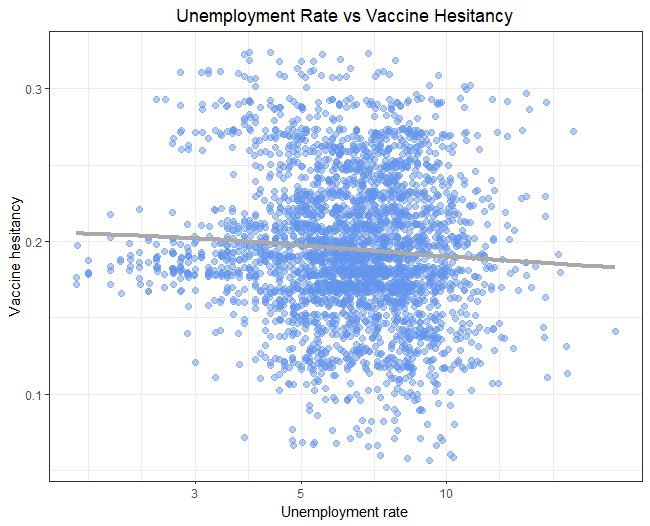 Unemployment Rate vs Vaccine Hesitancy
Vaccine hesitancy
0.3
0.2
0.1
3 5 10
Unemployment rate